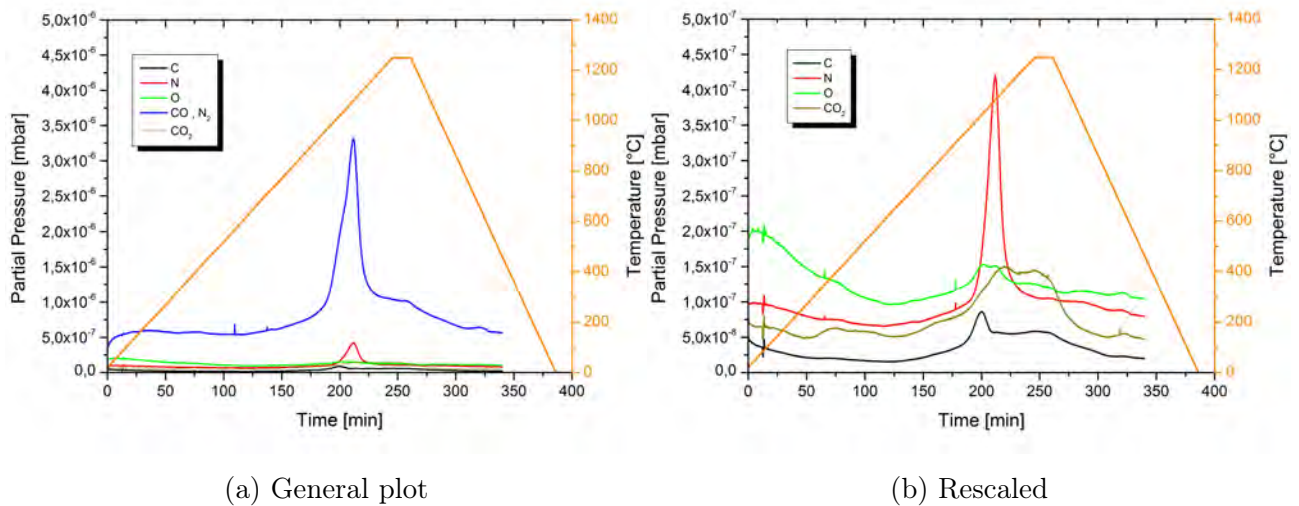 5,0x10⁻⁶
4,5x10⁻⁶
4,0x10⁻⁶
3,5x10⁻⁶
3,0x10⁻⁶
2,5x10⁻⁶
2,0x10⁻⁶
1,5x10⁻⁶
1,0x10⁻⁶
5,0x10⁻⁷
0,0
Partial Pressure [mbar]
C
N
O
CO , N₂
CO₂
1400
1200
1000
800
600
400
200
0
Temperature [°C]
0 50 100 150 200 250 300 350 400
Time [min]
(a) General plot
5,0x10⁻⁷
4,5x10⁻⁷
4,0x10⁻⁷
3,5x10⁻⁷
3,0x10⁻⁷
2,5x10⁻⁷
2,0x10⁻⁷
1,5x10⁻⁷
1,0x10⁻⁷
5,0x10⁻⁸
0,0
Partial Pressure [mbar]
C
N
O
CO₂
1400
1200
1000
800
600
400
200
0
Temperature [°C]
0 50 100 150 200 250 300 350 400
Time [min]
(b) Rescaled